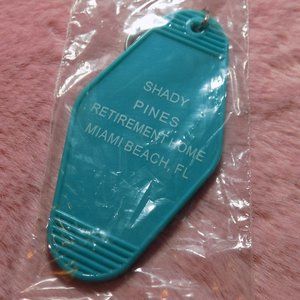 SHADY
PINES
RETIREMENT HOME
MIAMI BEACH, FL